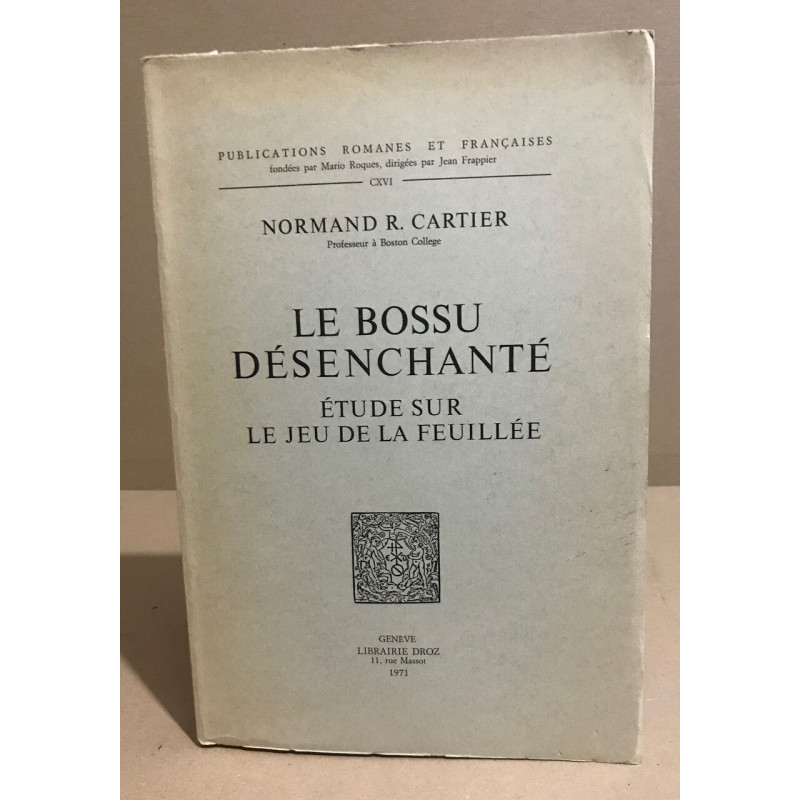 PUBLICATIONS ROMANES ET FRANÇAISES
fondées par Mario Roques, dirigées par Jean Frappier
CXVI
NORMAND R. CARTIER
Professeur à Boston College
LE BOSSU
DÉSENCHANTÉ
ÉTUDE SUR
LE JEU DE LA FEUILLÉE
GENÈVE
LIBRAIRIE DROZ
11, rue Massot
1971